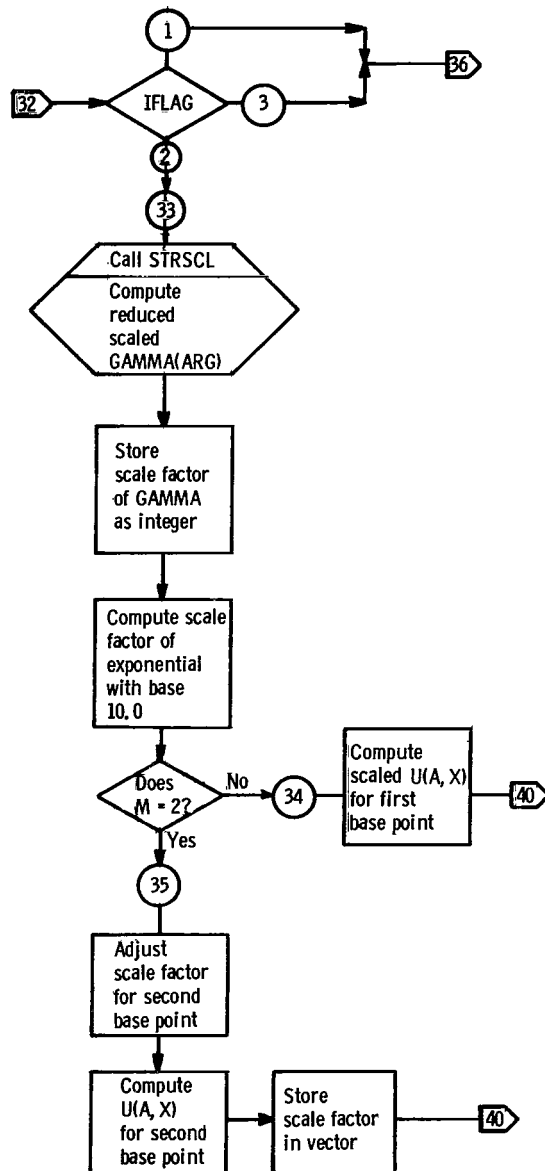 1
36
32
IFLAG
3
2
33
Call STRSCL
Compute
reduced
scaled
GAMMA(ARG)
Store
scale factor
of GAMMA
as integer
Compute scale
factor of
exponential
with base
10.0
Does
M = 2?
No
34
Compute
scaled U(A, X)
for first
base point
40
Yes
35
Adjust
scale factor
for second
base point
Compute
U(A, X)
for second
base point
Store
scale factor
in vector
40